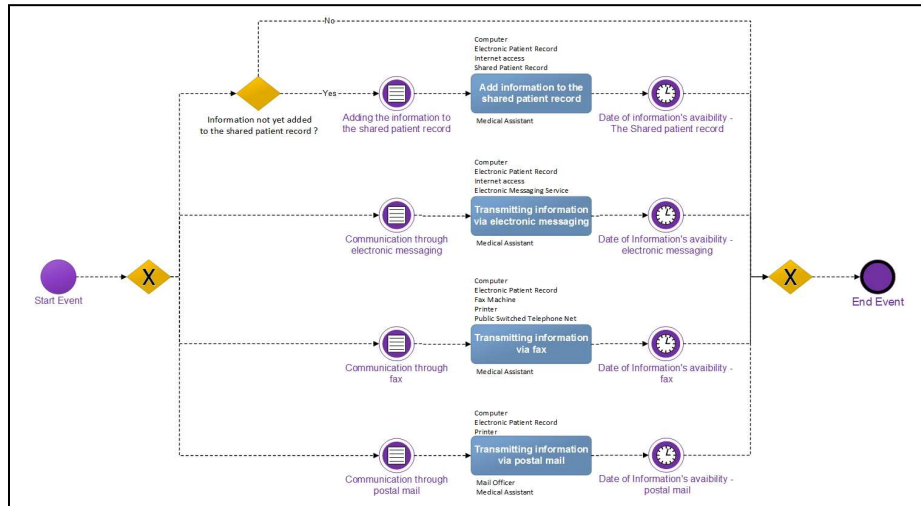 No
Computer
Electronic Patient Record
Internet access
Shared Patient Record
Yes
Add information to the
shared patient record
Information not yet added
to the shared patient record ?
Adding the information to
the shared patient record
Medical Assistant
Date of information's avaibility -
The Shared patient record
Computer
Electronic Patient Record
Internet access
Electronic Messaging Service
Transmitting information
via electronic messaging
Communication through
electronic messaging
Medical Assistant
Date of Information's avaibility -
electronic messaging
Start Event
X
X
End Event
Computer
Electronic Patient Record
Fax Machine
Printer
Public Switched Telephone Net
Transmitting information
via fax
Communication through
fax
Medical Assistant
Date of Information's avaibility -
fax
Computer
Electronic Patient Record
Printer
Transmitting information
via postal mail
Communication through
postal mail
Mail Officer
Medical Assistant
Date of Information's avaibility -
postal mail